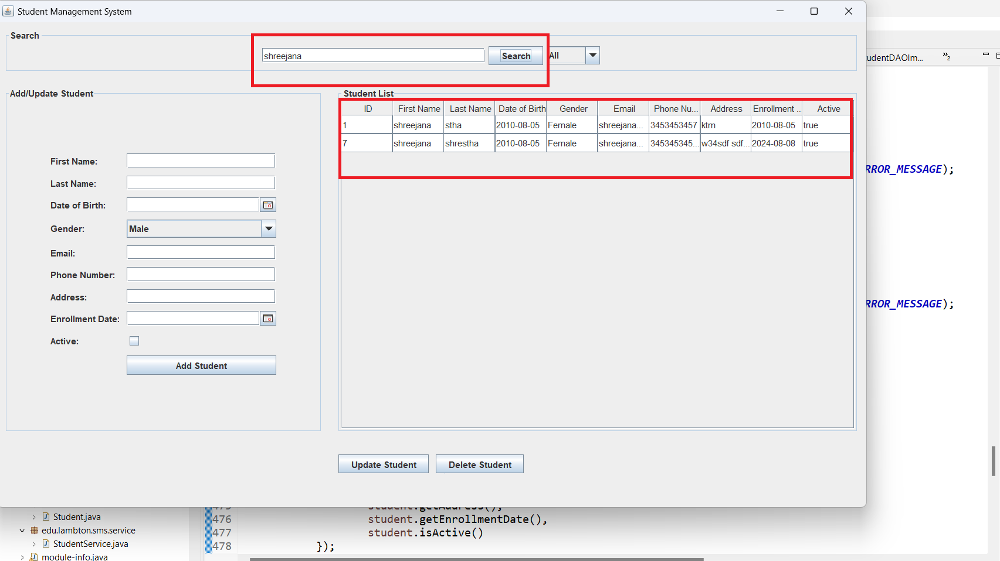 Student Management System
Search
shreejana
Search
All
Add/Update Student
First Name:
Last Name:
Date of Birth:
Gender:
Male
Email:
Phone Number:
Address:
Enrollment Date:
Active:
Add Student
Student List
ID First Name Last Name Date of Birth Gender Email Phone Nu... Address Enrollment .. Active
1 shreejana stha 2010-08-05 Female shreejana... 3453453457 ktm 2010-08-05 true
7 shreejana shrestha 2010-08-05 Female shreejana... 345345345... w34sdf sdf... 2024-08-08 true
Update Student
Delete Student
udentDAOIm...
»2
RROR_MESSAGE);
RROR_MESSAGE);
Student.java
edu.lambton.sms.service
StudentService.java
module-info.java
475 student.getAddress(),
476 student.getEnrollmentDate(),
477 student.isActive()
478 });